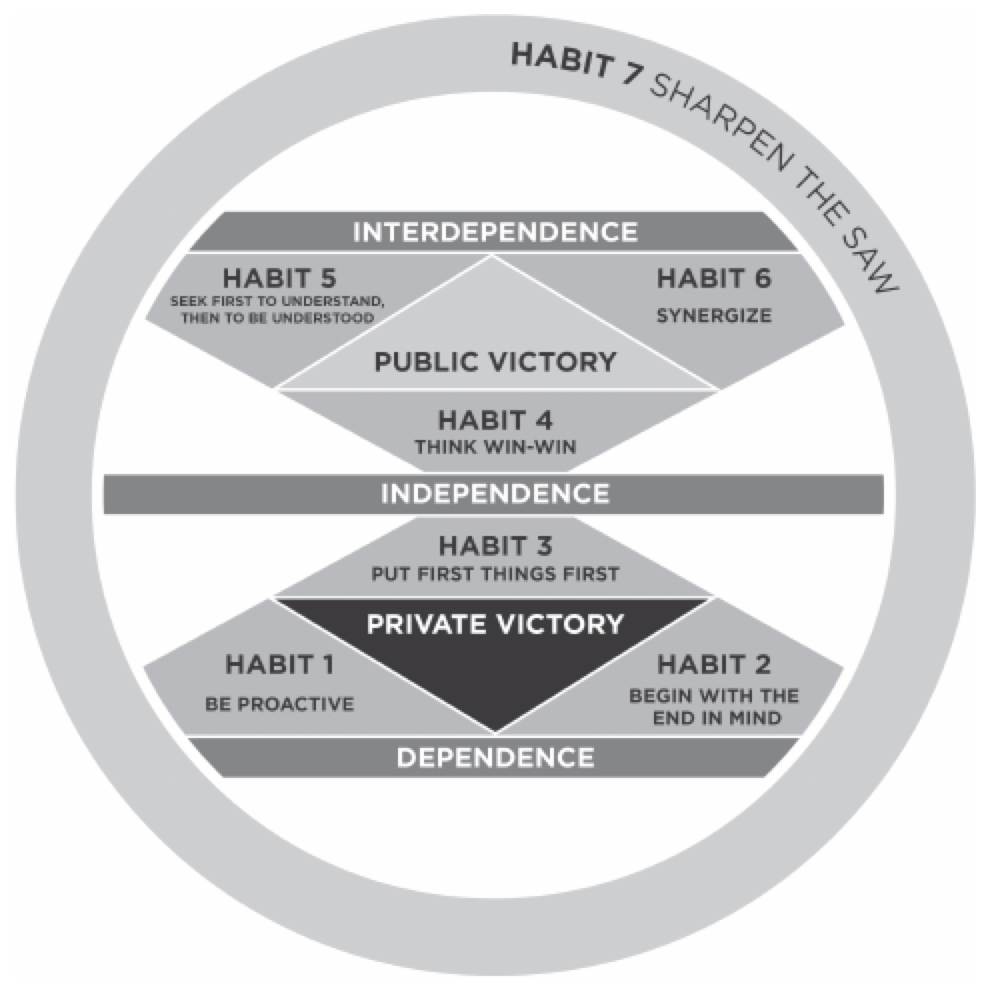 HABIT 7 SHARPEN THE SAW
INTERDEPENDENCE
HABIT 5
SEEK FIRST TO UNDERSTAND,
THEN TO BE UNDERSTOOD
HABIT 6
SYNERGIZE
PUBLIC VICTORY
HABIT 4
THINK WIN-WIN
INDEPENDENCE
HABIT 3
PUT FIRST THINGS FIRST
PRIVATE VICTORY
HABIT 1
BE PROACTIVE
HABIT 2
BEGIN WITH THE
END IN MIND
DEPENDENCE